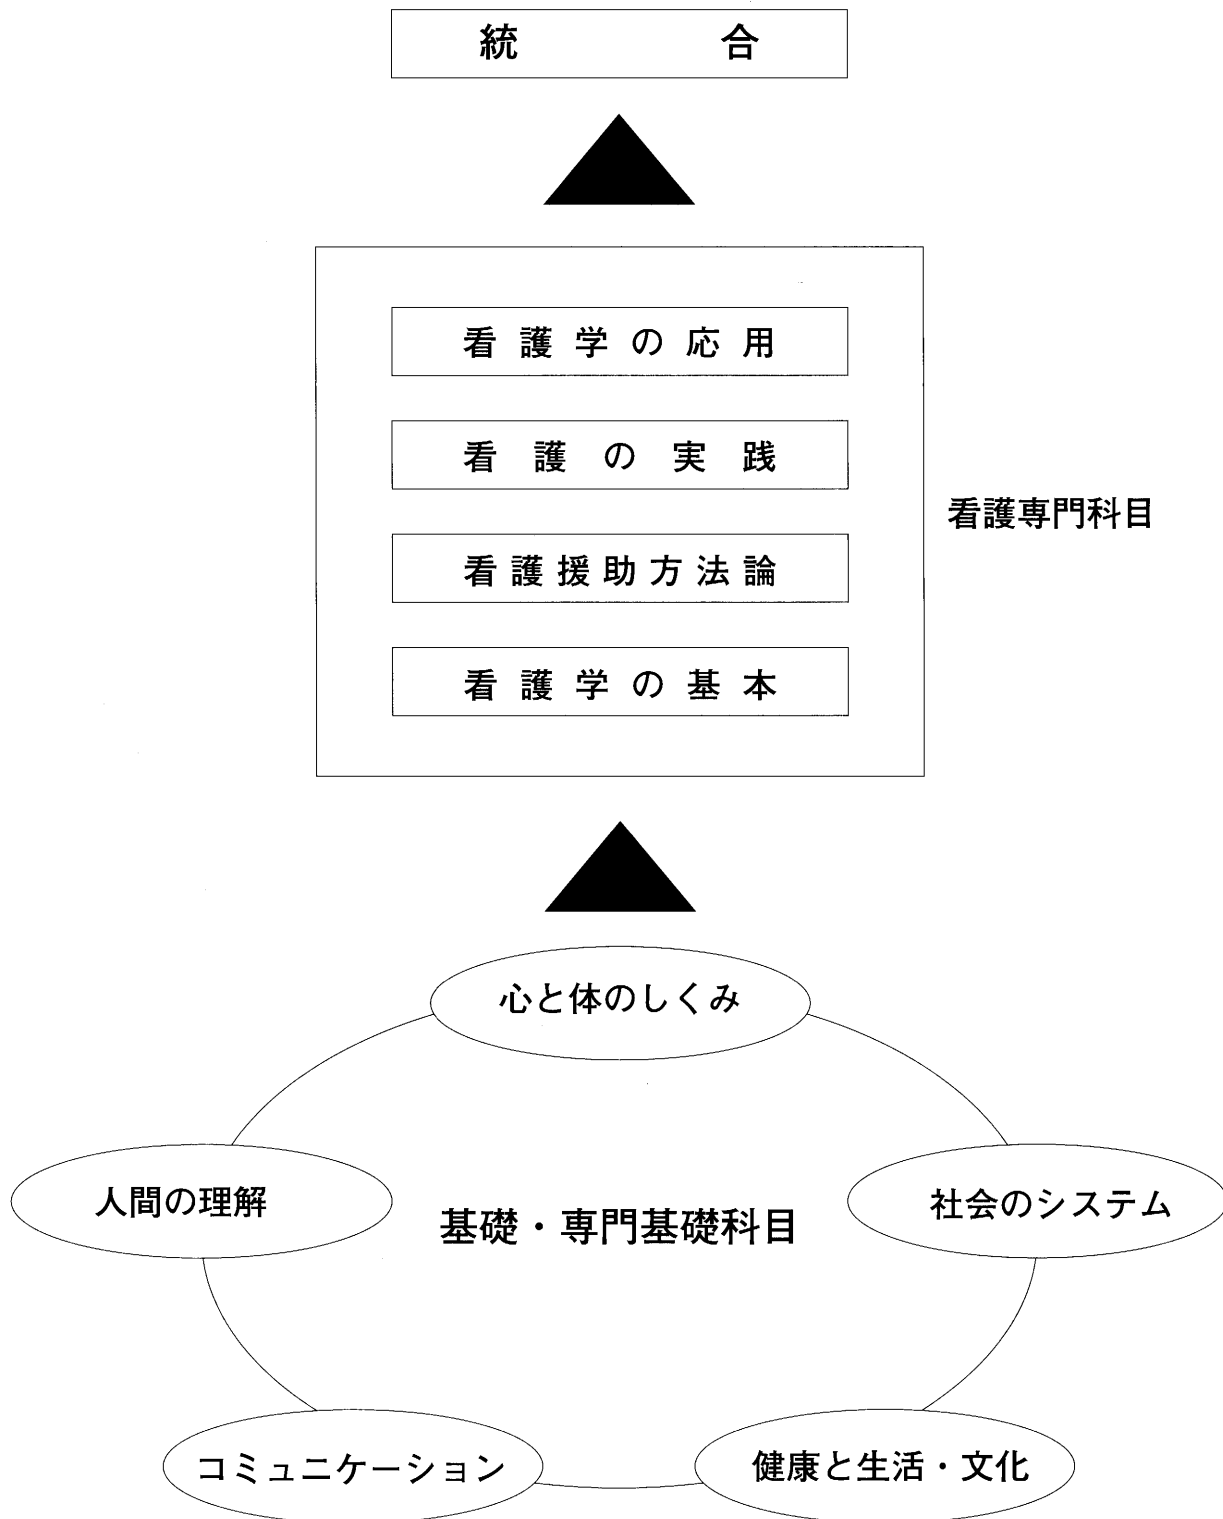 統合
看護学の応用
看護の実践
看護専門科目
看護援助方法論
看護学の基本
心と体のしくみ
人間の理解
社会のシステム
基礎・専門基礎科目
コミュニケーション
健康と生活・文化